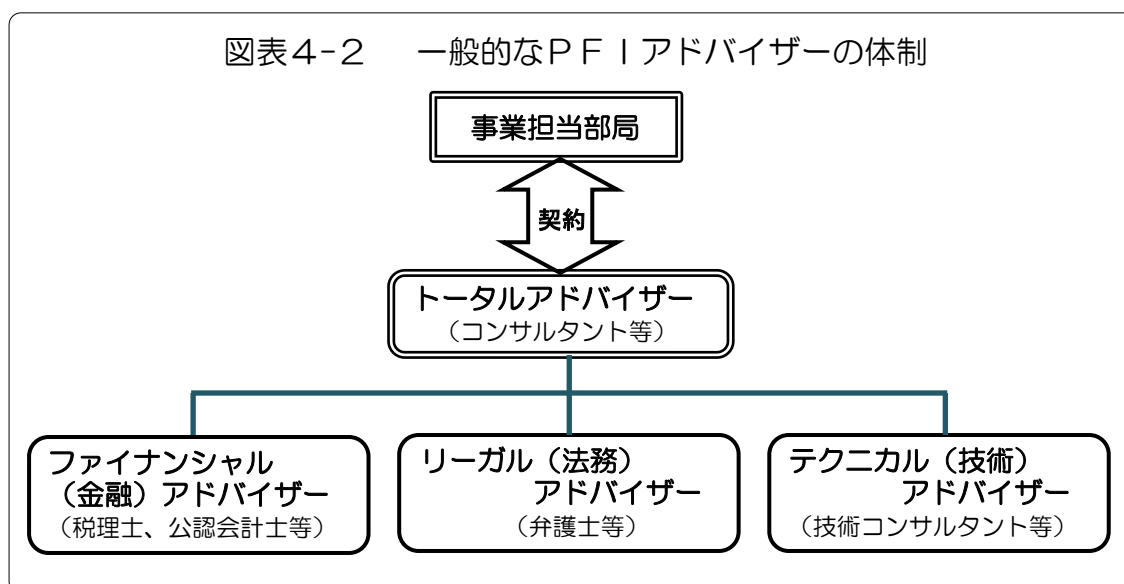 図表4-2　一般的なPFIアドバイザーの体制
事業担当部局
契約
トータルアドバイザー
（コンサルタント等）
ファイナンシャル
（金融）アドバイザー
（税理士、公認会計士等）
リーガル（法務）
アドバイザー
（弁護士等）
テクニカル（技術）
アドバイザー
（技術コンサルタント等）